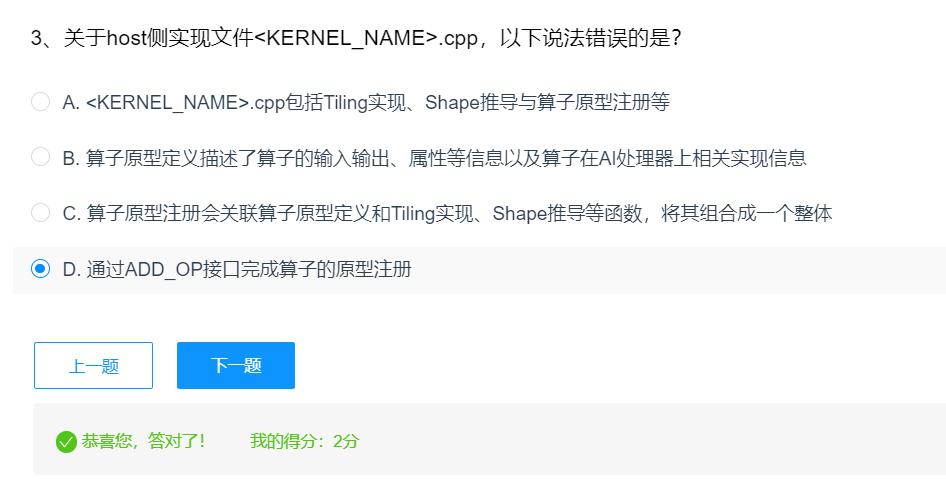 3、关于host侧实现文件<KERNEL_NAME>.cpp，以下说法错误的是？
A. <KERNEL_NAME>.cpp包括Tiling实现、Shape推导与算子原型注册等
B. 算子原型定义描述了算子的输入输出、属性等信息以及算子在AI处理器上相关实现信息
C. 算子原型注册会关联算子原型定义和Tiling实现、Shape推导等函数，将其组合成一个整体
D. 通过ADD_OP接口完成算子的原型注册
上一题 下一题
恭喜您，答对了！ 我的得分：2分